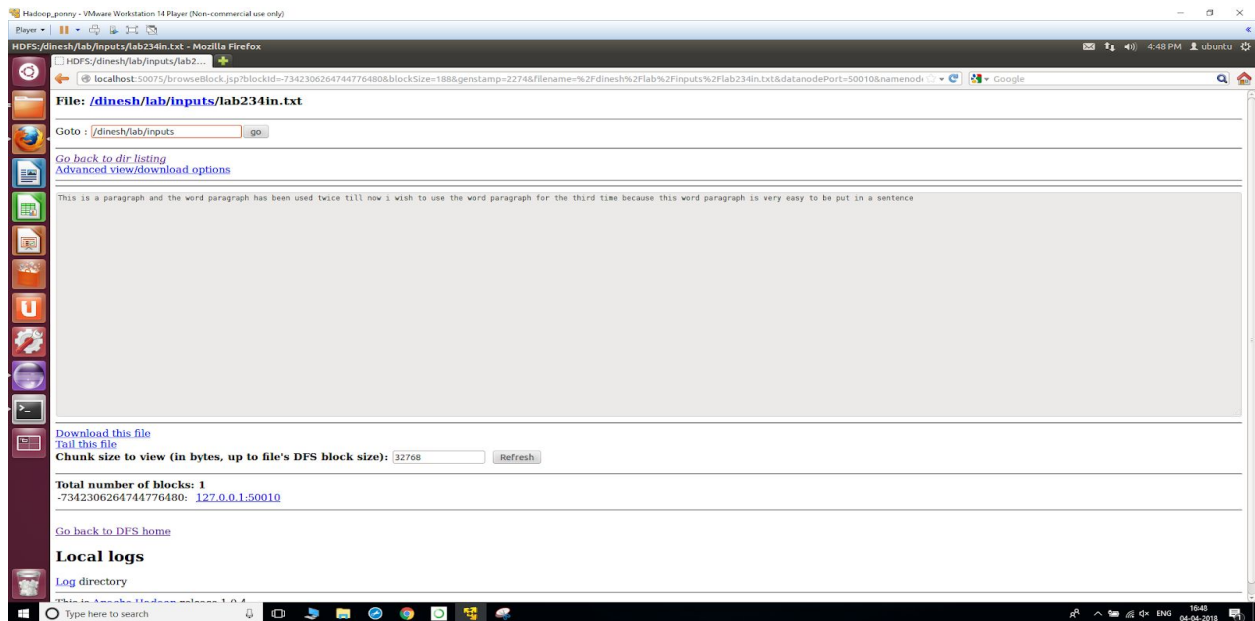 Hadoop_ponny - VMware Workstation 14 Player (Non-commercial use only)
Player
HDFS:/dinesh/lab/inputs/lab234in.txt - Mozilla Firefox
4:48 PM ubuntu
HDFS:/dinesh/lab/inputs/lab2...
localhost:50075/browseBlock.jsp?blockId=-7342306264744776480&blockSize=188&genstamp=2274&filename=%2Fdinesh%2Flab%2Finputs%2Flab234in.txt&datanodePort=50010&namenod
Google
File: /dinesh/lab/inputs/lab234in.txt
Goto : /dinesh/lab/inputs go
Go back to dir listing
Advanced view/download options
This is a paragraph and the word paragraph has been used twice till now i wish to use the word paragraph for the third time because this word paragraph is very easy to be put in a sentence
Download this file
Tail this file
Chunk size to view (in bytes, up to file's DFS block size): 32768 Refresh
Total number of blocks: 1
-7342306264744776480: 127.0.0.1:50010
Go back to DFS home
Local logs
Log directory
This is Apache Hadoop release 1.0.4
Type here to search
ENG
16:48
04-04-2018